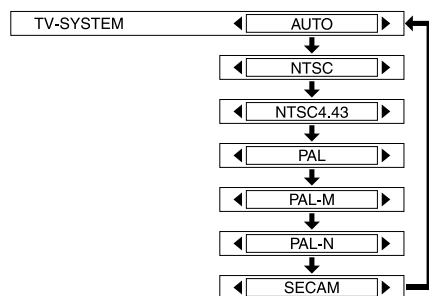 TV-SYSTEM AUTO
NTSC
NTSC4.43
PAL
PAL-M
PAL-N
SECAM